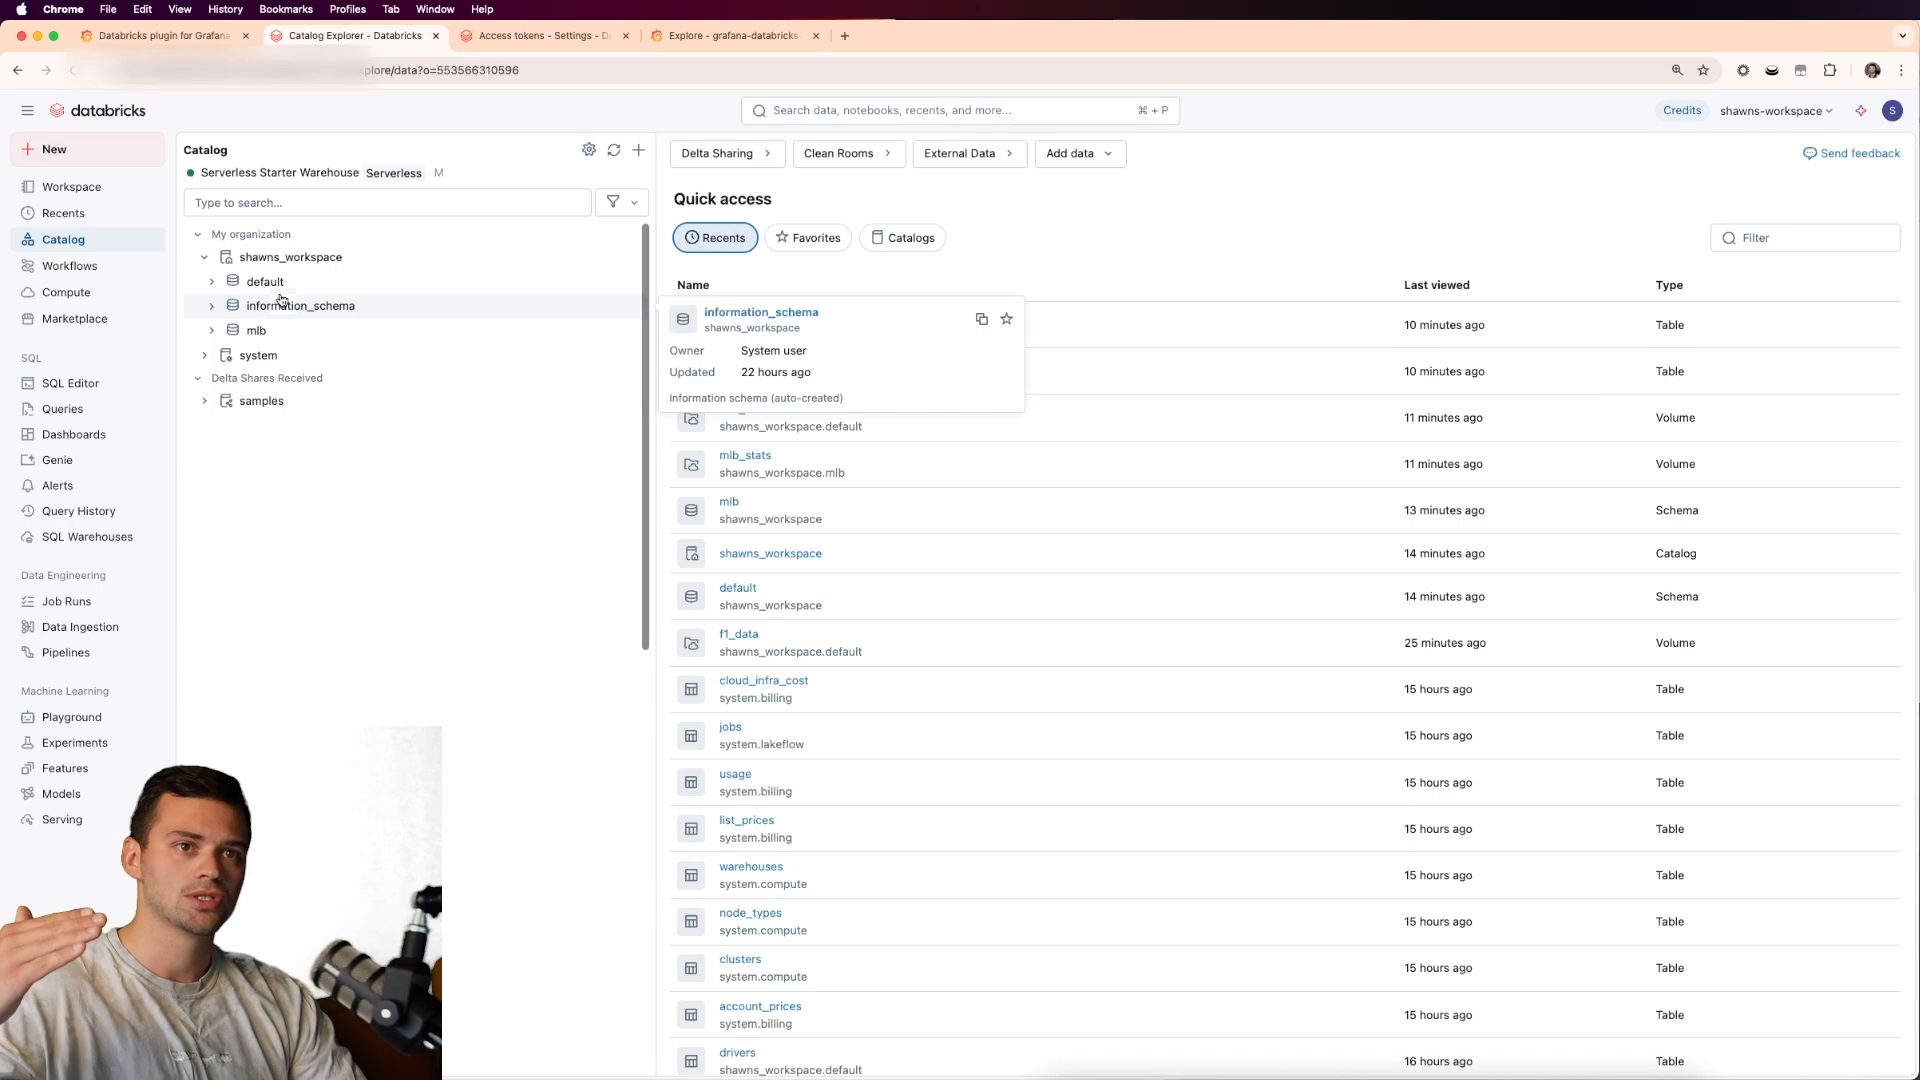 Chrome File Edit View History Bookmarks Profiles Tab Window Help
Databricks plugin for Grafana
Catalog Explorer - Databricks
Access tokens - Settings - D
Explore - grafana-databricks-
plore/data?o=553566310596
databricks
Search data, notebooks, recents, and more... ⌘ + P
Credits
shawns-workspace
S
New
Workspace
Recents
Catalog
Workflows
Compute
Marketplace
SQL
SQL Editor
Queries
Dashboards
Genie
Alerts
Query History
SQL Warehouses
Data Engineering
Job Runs
Data Ingestion
Pipelines
Machine Learning
Playground
Experiments
Features
Models
Serving
Catalog
Serverless Starter Warehouse Serverless M
Type to search...
My organization
shawns_workspace
default
information_schema
mlb
system
Delta Shares Received
samples
Delta Sharing
Clean Rooms
External Data
Add data
Send feedback
Quick access
Recents
Favorites
Catalogs
Filter
Name Last viewed Type
information_schema
shawns_workspace
Owner System user
Updated 22 hours ago
Information schema (auto-created)
10 minutes ago Table
10 minutes ago Table
shawns_workspace.default
11 minutes ago Volume
mlb_stats
shawns_workspace.mlb
11 minutes ago Volume
mlb
shawns_workspace
13 minutes ago Schema
shawns_workspace
14 minutes ago Catalog
default
shawns_workspace
14 minutes ago Schema
f1_data
shawns_workspace.default
25 minutes ago Volume
cloud_infra_cost
system.billing
15 hours ago Table
jobs
system.lakeflow
15 hours ago Table
usage
system.billing
15 hours ago Table
list_prices
system.billing
15 hours ago Table
warehouses
system.compute
15 hours ago Table
node_types
system.compute
15 hours ago Table
clusters
system.compute
15 hours ago Table
account_prices
system.billing
15 hours ago Table
drivers
shawns_workspace.default
16 hours ago Table